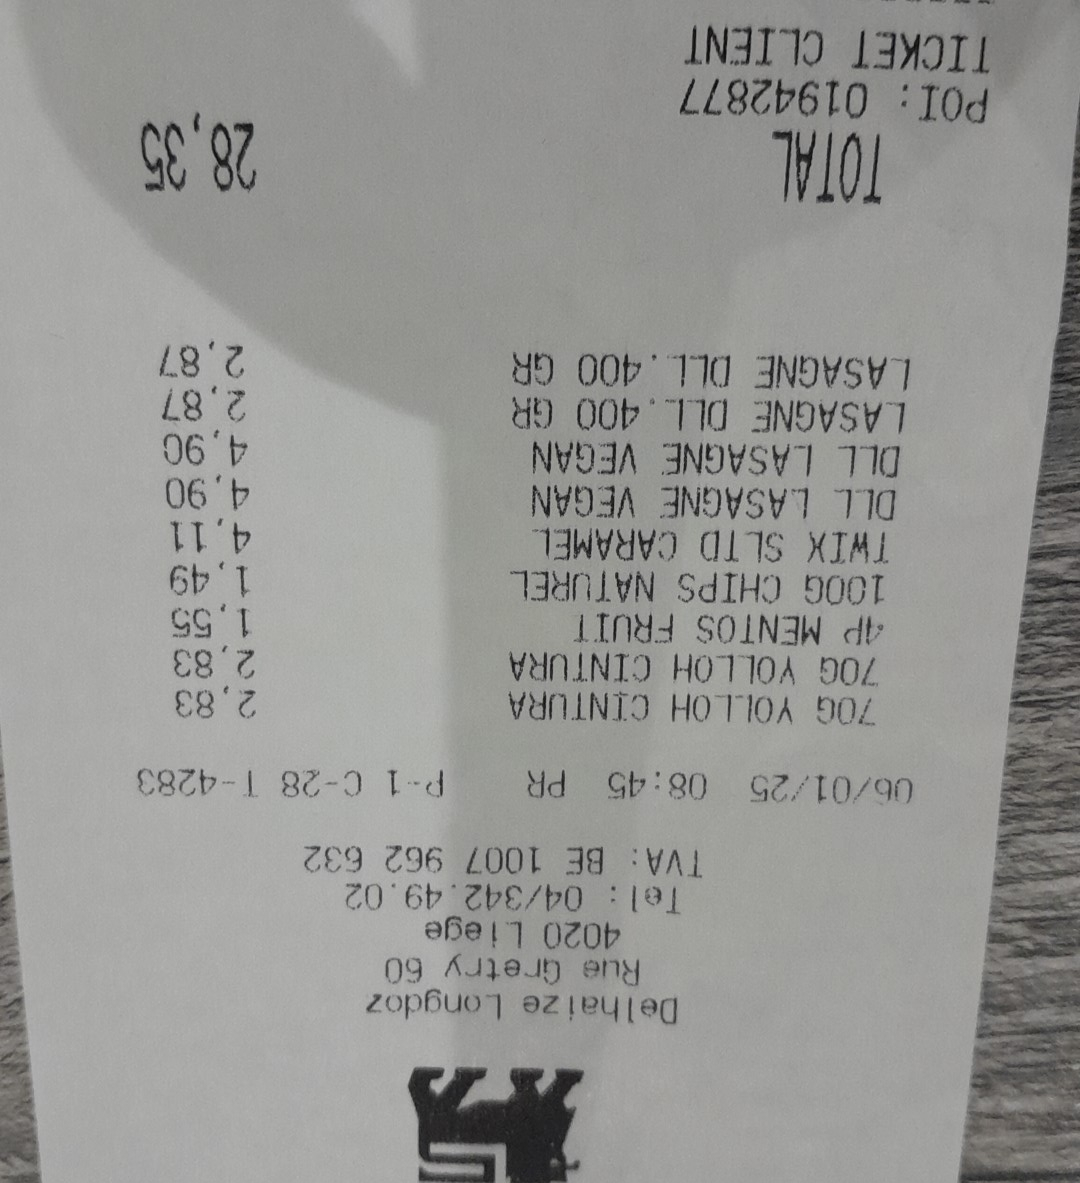 Delhaize Longdoz
Rue Gretry 60
4020 Liege
Tel: 04/342.49.02
TVA: BE 1007 962 632
06/01/25 08:45 PR P-1 C-28 T-4283
70G YOLLOH CINTURA 2,83
70G YOLLOH CINTURA 2,83
4P MENTOS FRUIT 1,55
100G CHIPS NATUREL 1,49
TWIX SLTD CARAMEL 4,11
DLL LASAGNE VEGAN 4,90
DLL LASAGNE VEGAN 4,90
LASAGNE DLL.400 GR 2,87
LASAGNE DLL.400 GR 2,87
TOTAL 28,35
POI: 01942877
TICKET CLIENT